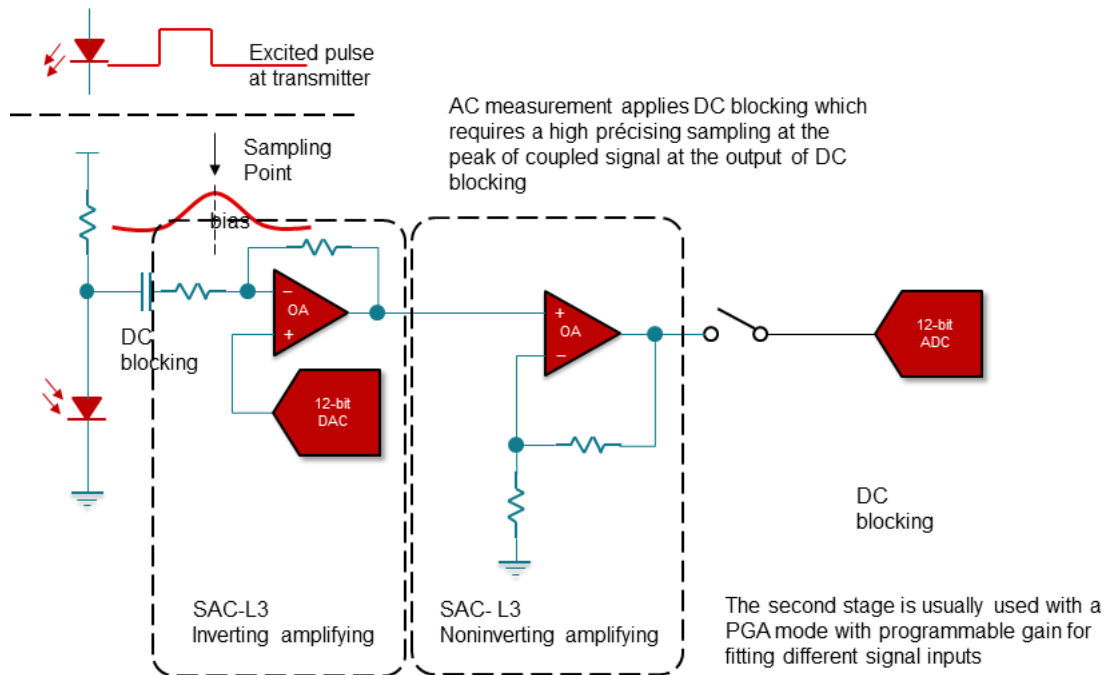 Excited pulse
at transmitter
AC measurement applies DC blocking which
requires a high précising sampling at the
peak of coupled signal at the output of DC
blocking
Sampling
Point
bias
−
OA
+
DC
blocking
12-bit
DAC
+
OA
−
12-bit
ADC
DC
blocking
SAC-L3
Inverting amplifying
SAC- L3
Noninverting amplifying
The second stage is usually used with a
PGA mode with programmable gain for
fitting different signal inputs